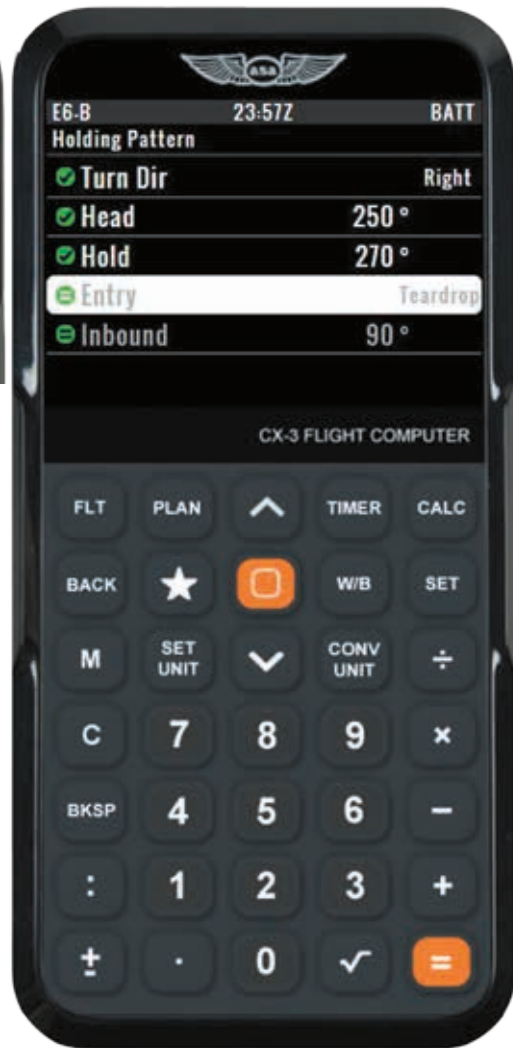 asa
E6-B 23:57Z BATT
Holding Pattern
Turn Dir Right
Head 250 °
Hold 270 °
Entry Teardrop
Inbound 90 °
CX-3 FLIGHT COMPUTER
FLT PLAN TIMER CALC
BACK W/B SET
M SET UNIT CONV UNIT ÷
C 7 8 9 ×
BKSP 4 5 6 −
: 1 2 3 +
± · 0 √ =